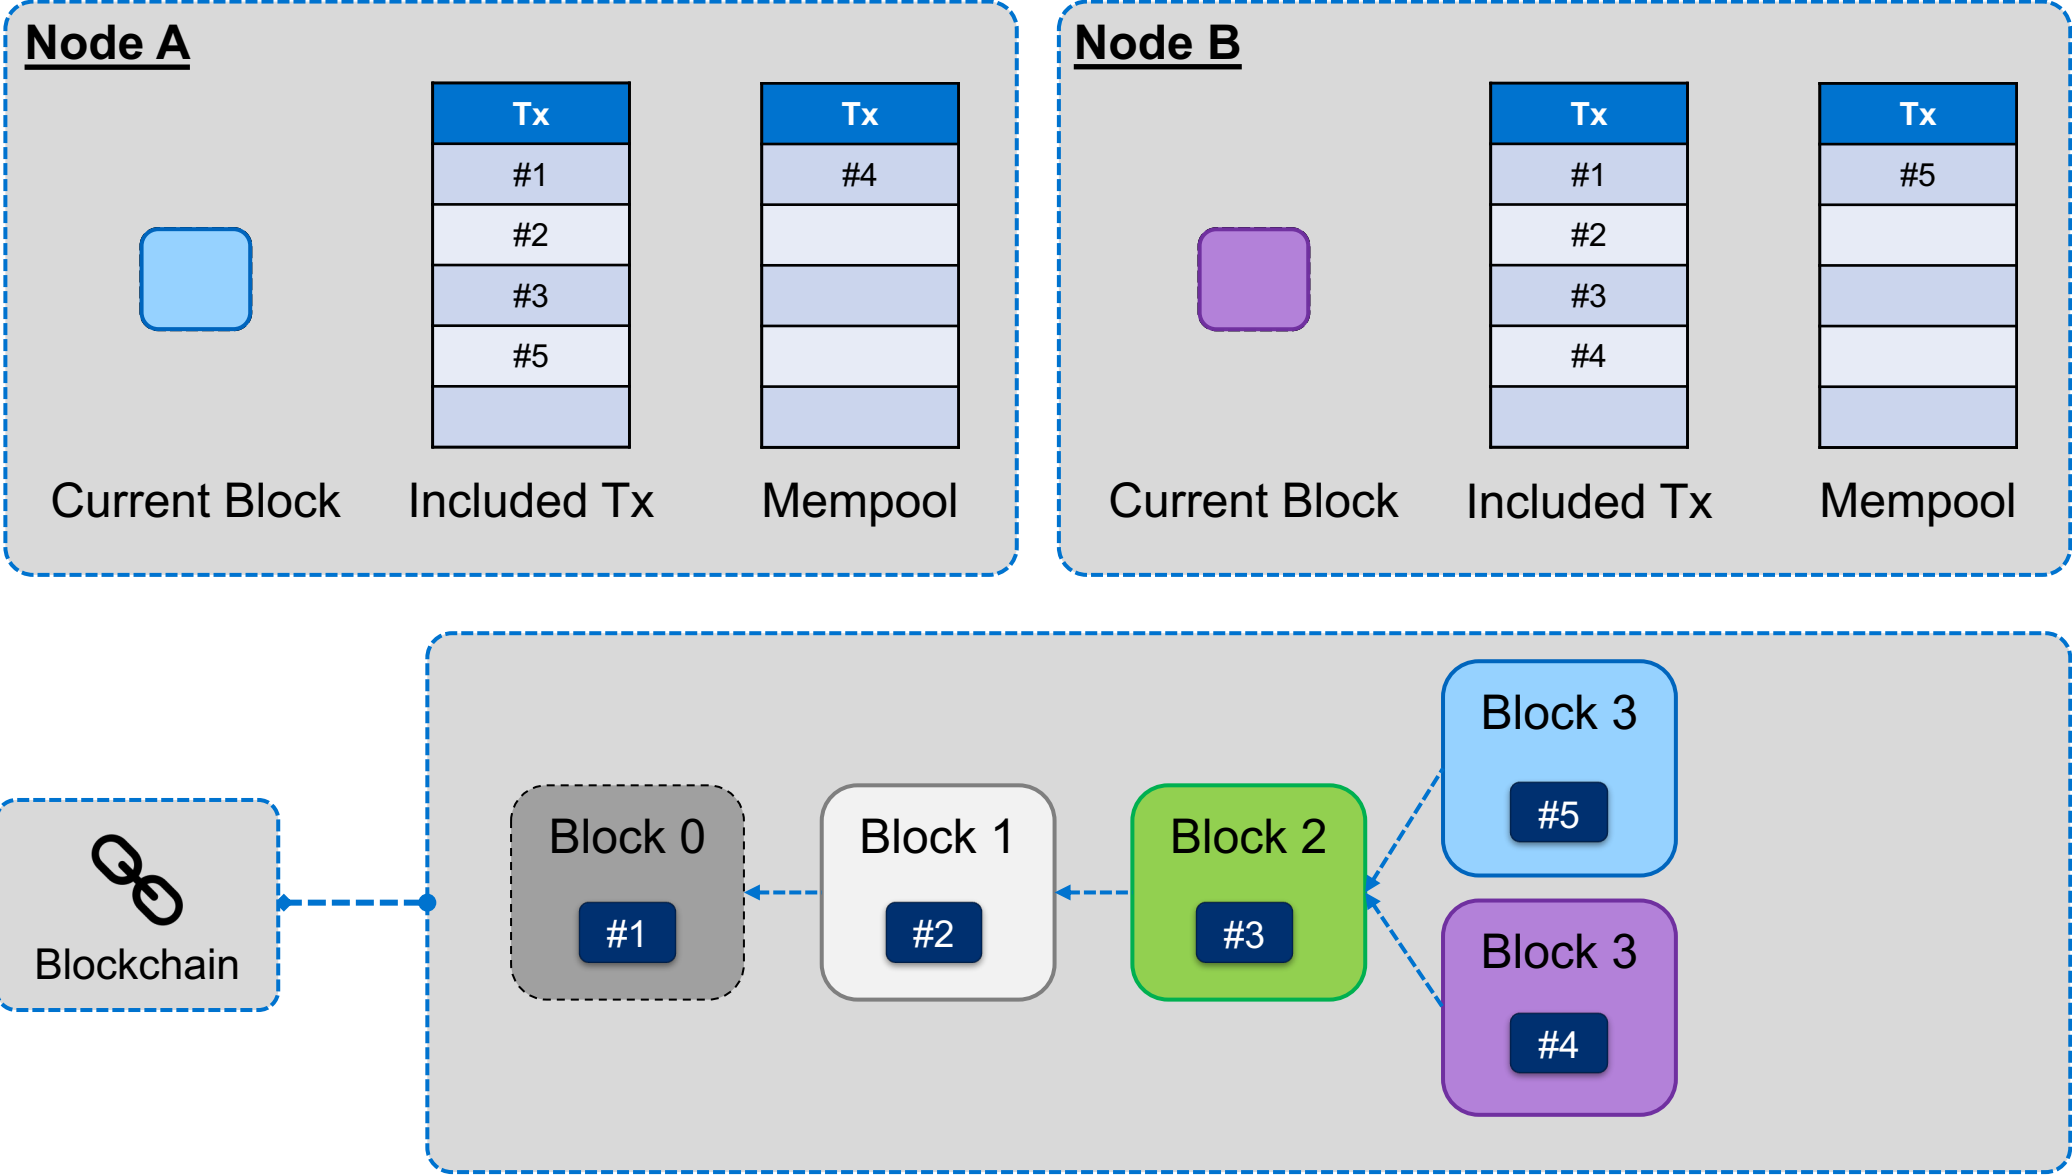 Node A
Tx
#1
#2
#3
#5
Tx
#4
Current Block
Included Tx
Mempool
Node B
Tx
#1
#2
#3
#4
Tx
#5
Current Block
Included Tx
Mempool
Blockchain
Block 0
#1
Block 1
#2
Block 2
#3
Block 3
#5
Block 3
#4